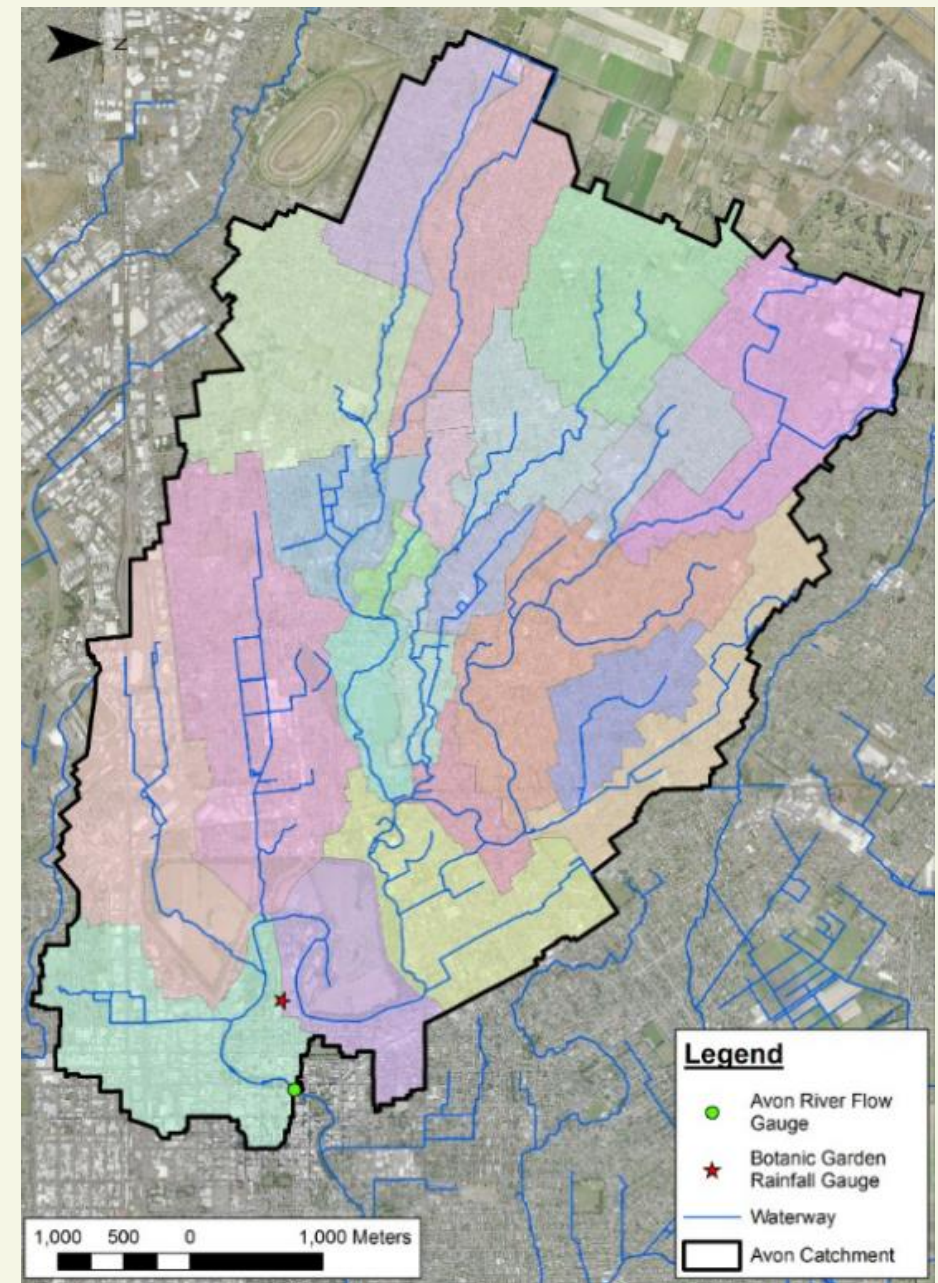 N
Legend
Avon River Flow
Gauge
Botanic Garden
Rainfall Gauge
Waterway
Avon Catchment
1,000 500 0 1,000 Meters